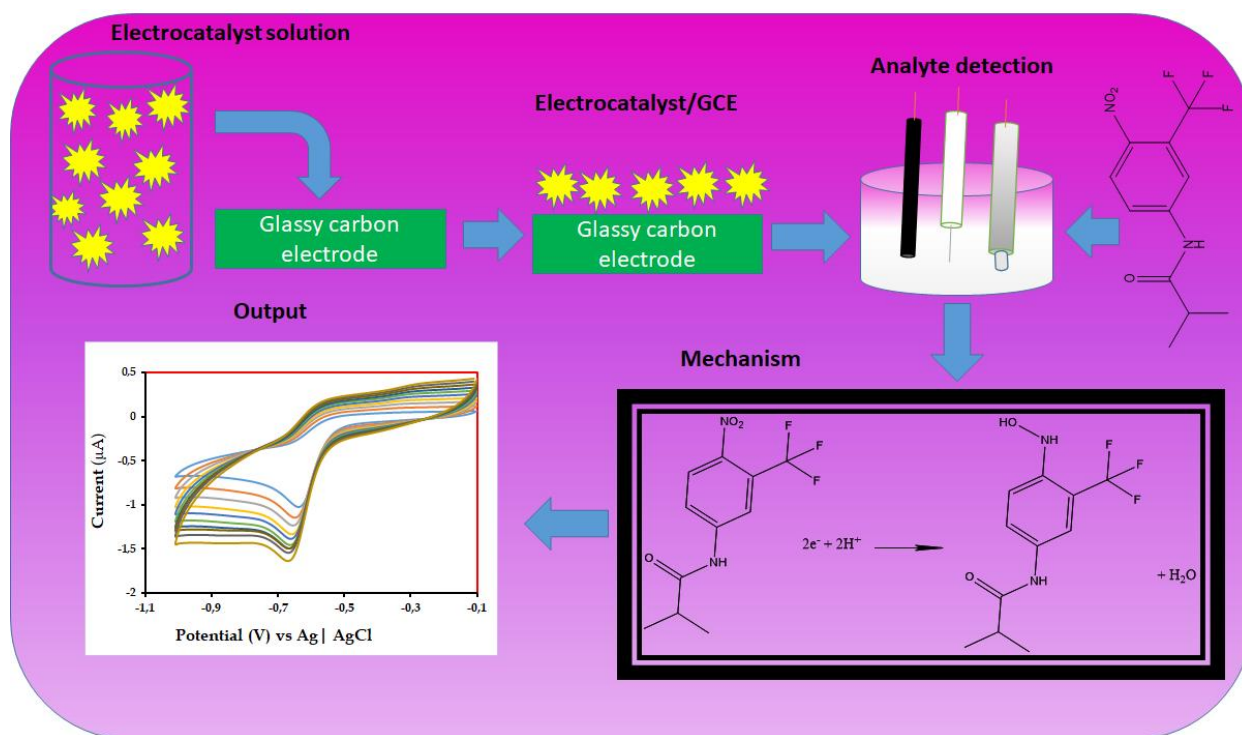 Electrocatalyst solution
Glassy carbon
electrode
Electrocatalyst/GCE
Glassy carbon
electrode
Analyte detection
NO2
F
F
F
NH
O
Output
0,5
0
-0,5
-1
-1,5
-2
-1,1 -0,9 -0,7 -0,5 -0,3 -0,1
Current (µA)
Potential (V) vs Ag| AgCl
Mechanism
NO2
F
F
F
NH
O
2e- + 2H+
HO
NH
F
F
F
NH
O
+ H2O